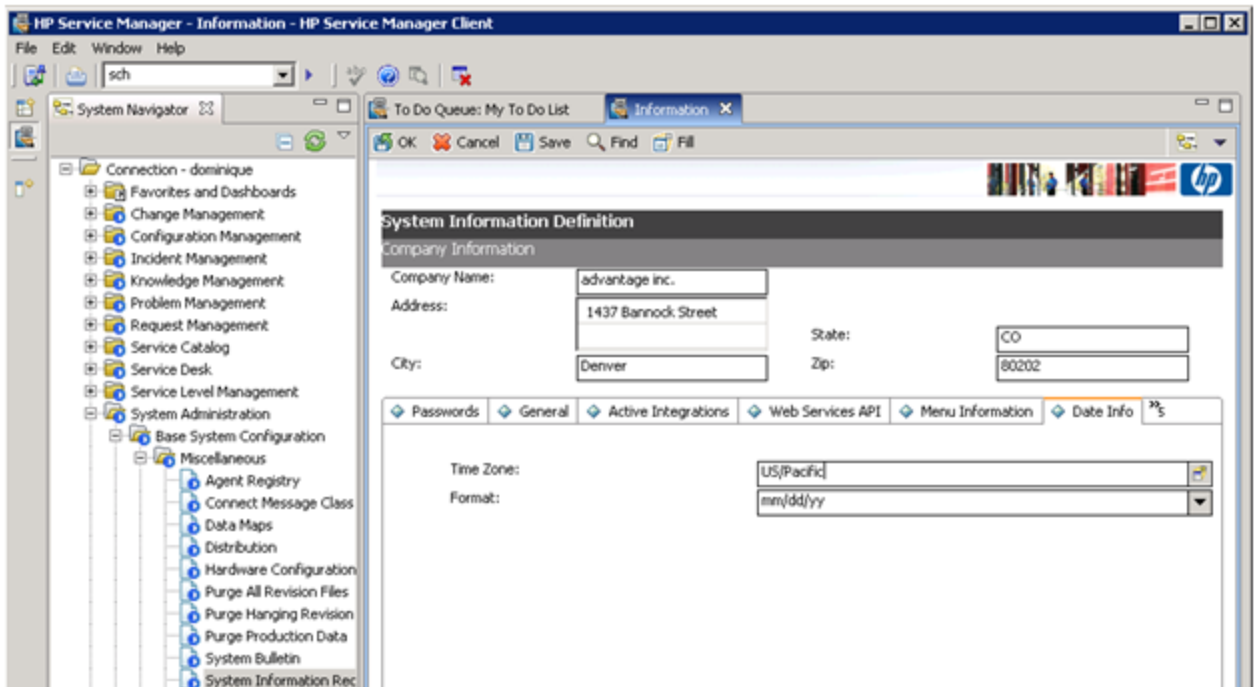 HP Service Manager - Information - HP Service Manager Client
File Edit Window Help
sch
System Navigator
To Do Queue: My To Do List
Information
OK Cancel Save Find Fill
hp
Connection - dominique
Favorites and Dashboards
Change Management
Configuration Management
Incident Management
Knowledge Management
Problem Management
Request Management
Service Catalog
Service Desk
Service Level Management
System Administration
Base System Configuration
Miscellaneous
Agent Registry
Connect Message Class
Data Maps
Distribution
Hardware Configuration
Purge All Revision Files
Purge Hanging Revision
Purge Production Data
System Bulletin
System Information Rec
System Information Definition
Company Information
Company Name: advantage inc.
Address: 1437 Bannock Street
State: CO
City: Denver
Zip: 80202
Passwords General Active Integrations Web Services API Menu Information Date Info »5
Time Zone: US/Pacific
Format: mm/dd/yy